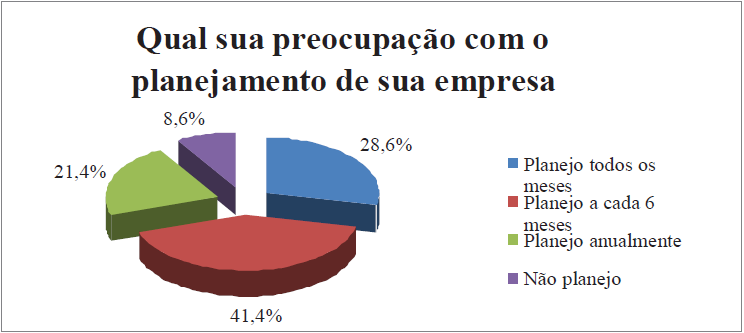 Qual sua preocupação com o
planejamento de sua empresa
8,6%
28,6%
21,4%
41,4%
Planejo todos os
meses
Planejo a cada 6
meses
Planejo anualmente
Não planejo